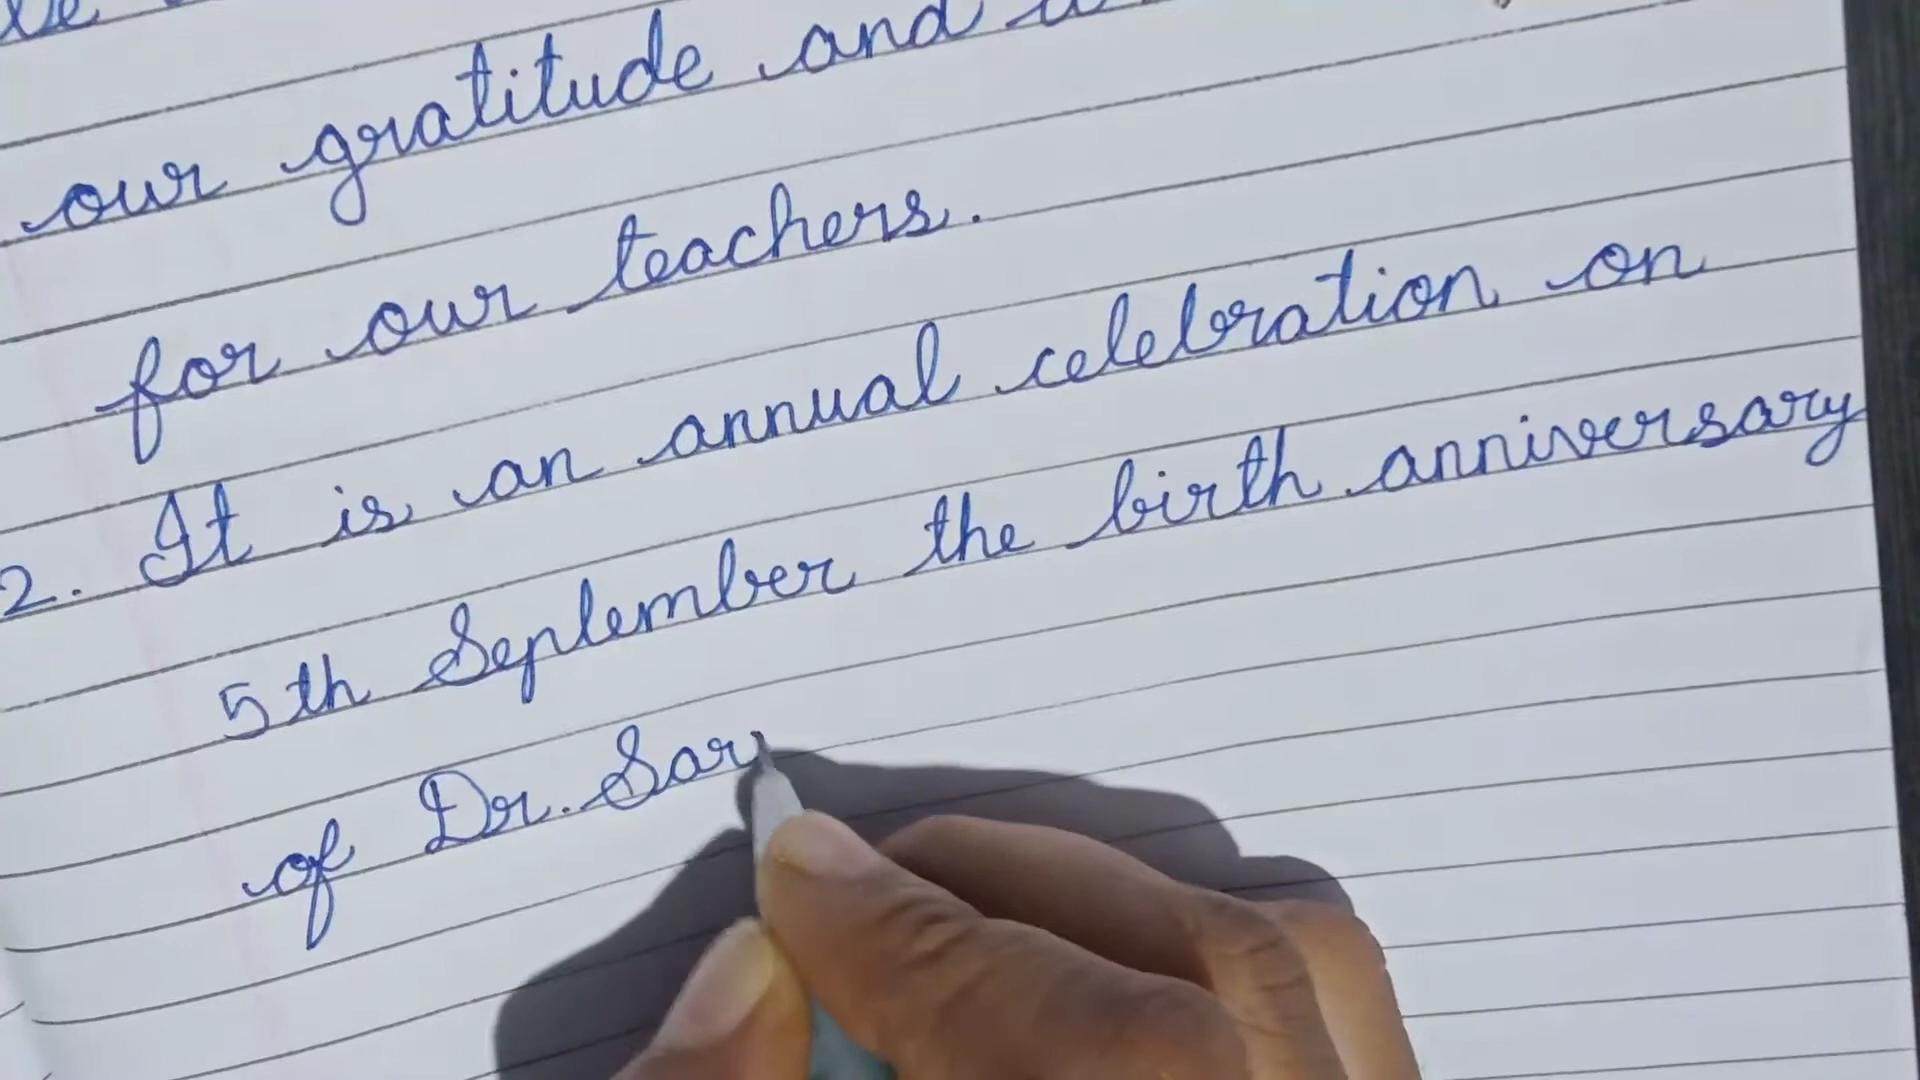 our gratitude and
for our teachers.
2. It is an annual celebration on
5th September the birth anniversary
of Dr. Sar